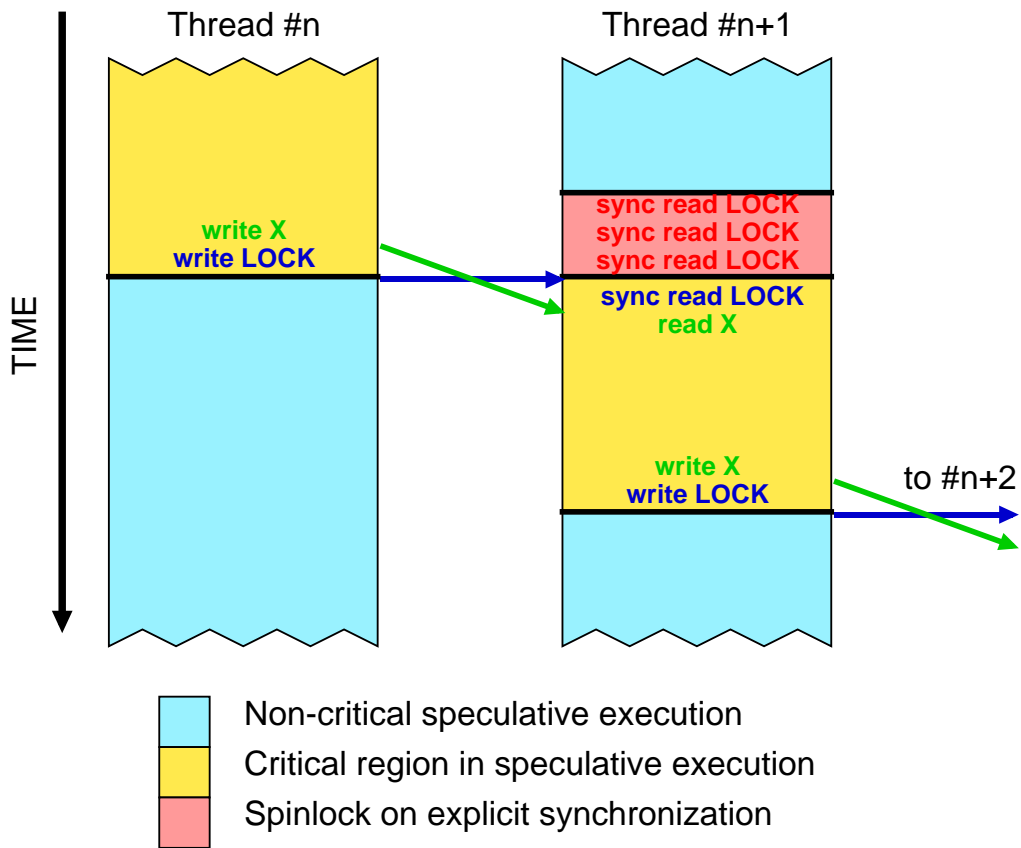 Thread #n
Thread #n+1
TIME
write X
write LOCK
sync read LOCK
sync read LOCK
sync read LOCK
sync read LOCK
read X
write X
write LOCK
to #n+2
Non-critical speculative execution
Critical region in speculative execution
Spinlock on explicit synchronization